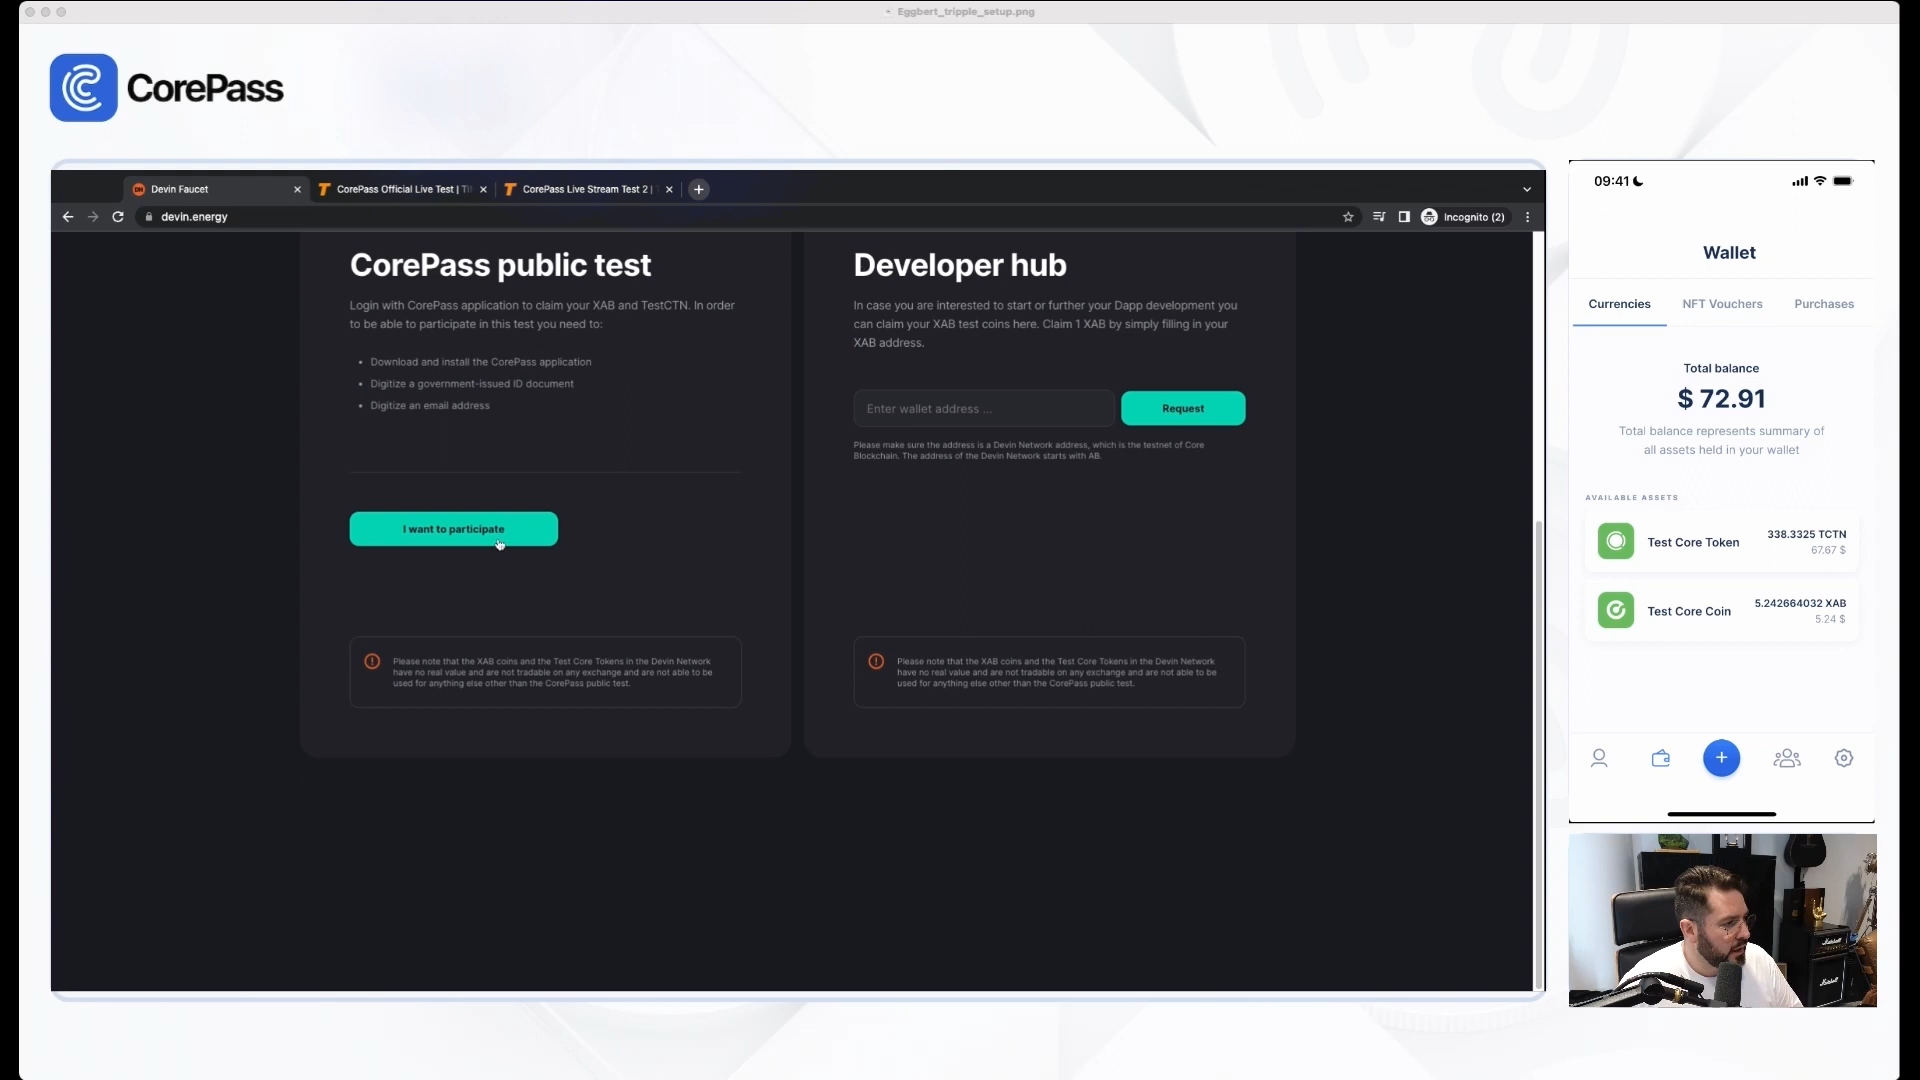 Eggbert_tripple_setup.png
CorePass
Devin Faucet
CorePass Official Live Test | Tit
CorePass Live Stream Test 2 |
devin.energy
Incognito (2)
CorePass public test
Login with CorePass application to claim your XAB and TestCTN. In order
to be able to participate in this test you need to:
• Download and install the CorePass application
• Digitize a government-issued ID document
• Digitize an email address
I want to participate
Please note that the XAB coins and the Test Core Tokens in the Devin Network
have no real value and are not tradable on any exchange and are not able to be
used for anything else other than the CorePass public test.
Developer hub
In case you are interested to start or further your Dapp development you
can claim your XAB test coins here. Claim 1 XAB by simply filling in your
XAB address.
Enter wallet address ...
Request
Please make sure the address is a Devin Network address, which is the testnet of Core
Blockchain. The address of the Devin Network starts with AB.
Please note that the XAB coins and the Test Core Tokens in the Devin Network
have no real value and are not tradable on any exchange and are not able to be
used for anything else other than the CorePass public test.
09:41
Wallet
Currencies
NFT Vouchers
Purchases
Total balance
$ 72.91
Total balance represents summary of
all assets held in your wallet
AVAILABLE ASSETS
Test Core Token
338.3325 TCTN
67.67 $
Test Core Coin
5.242664032 XAB
5.24 $
Marshall
Marshall